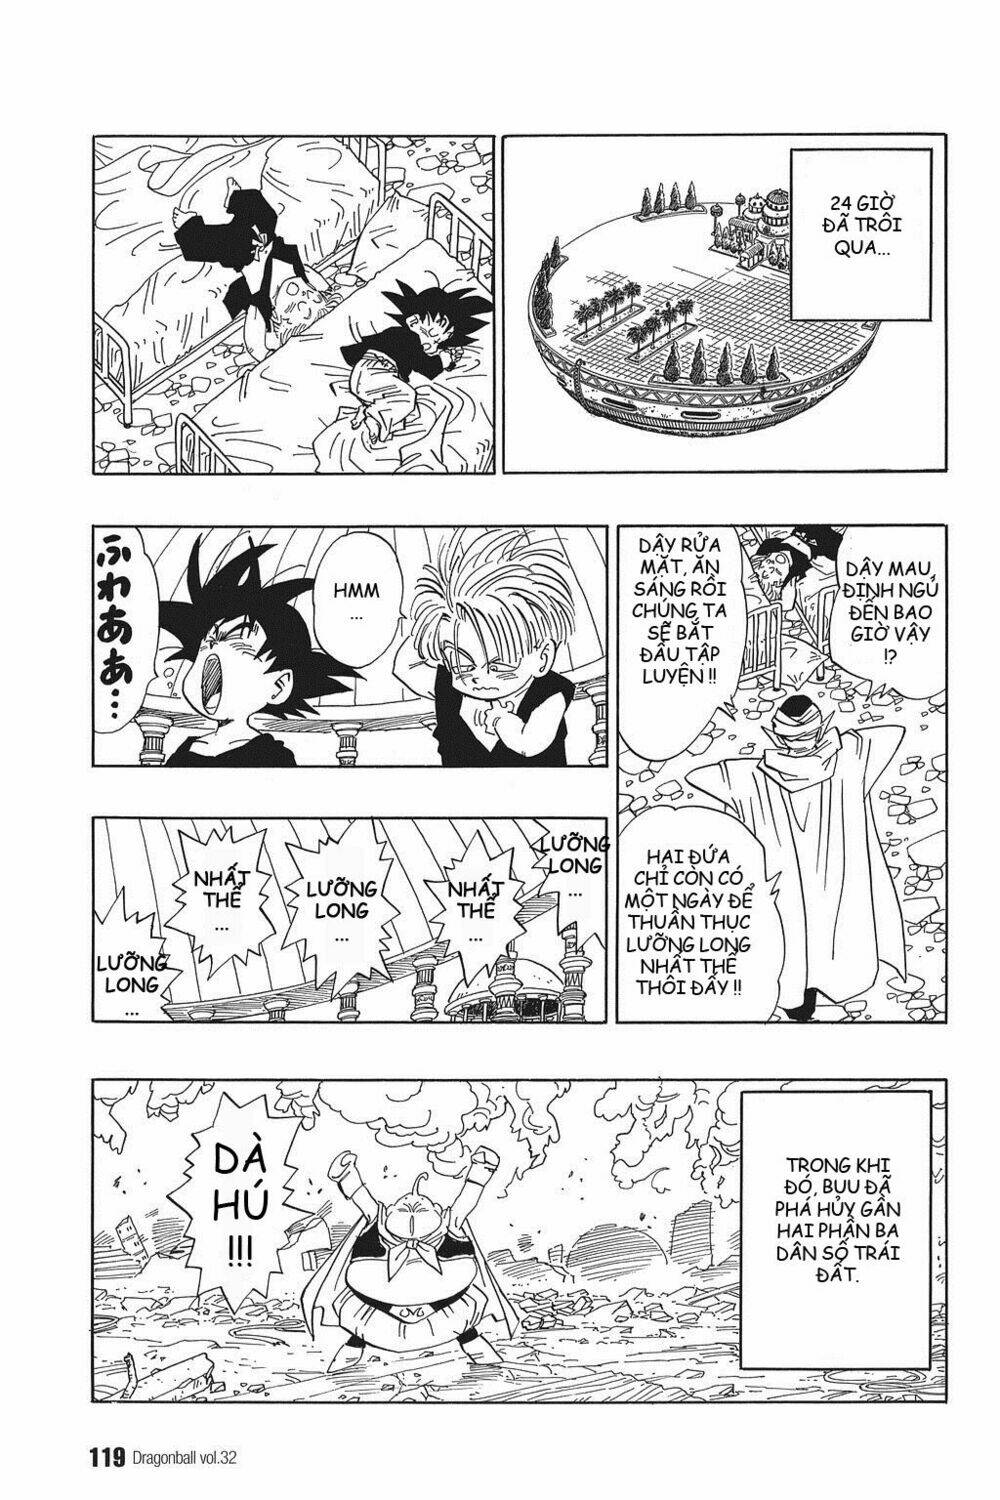 24 GIỜ
ĐÃ TRÔI
QUA...
DẬY MAU,
ĐỊNH NGỦ
ĐẾN BAO
GIỜ VẬY
!?
DẬY RỬA
MẶT, ĂN
SÁNG RỒI
CHÚNG TA
SẼ BẮT
ĐẦU TẬP
LUYỆN !!
HAI ĐỨA
CHỈ CÒN CÓ
MỘT NGÀY ĐỂ
THUẦN THỤC
LƯỠNG LONG
NHẤT THỂ
THÔI ĐẤY !!
HMM
...
ふわあぁ…
LƯỠNG
LONG
...
NHẤT
THỂ
...
LƯỠNG
LONG
...
NHẤT
THỂ
...
LƯỠNG
LONG
...
TRONG KHI
ĐÓ, BUU ĐÃ
PHÁ HỦY GẦN
HAI PHẦN BA
DÂN SỐ TRÁI
ĐẤT.
DÀ
HÚ
!!!
119 Dragonball vol.32